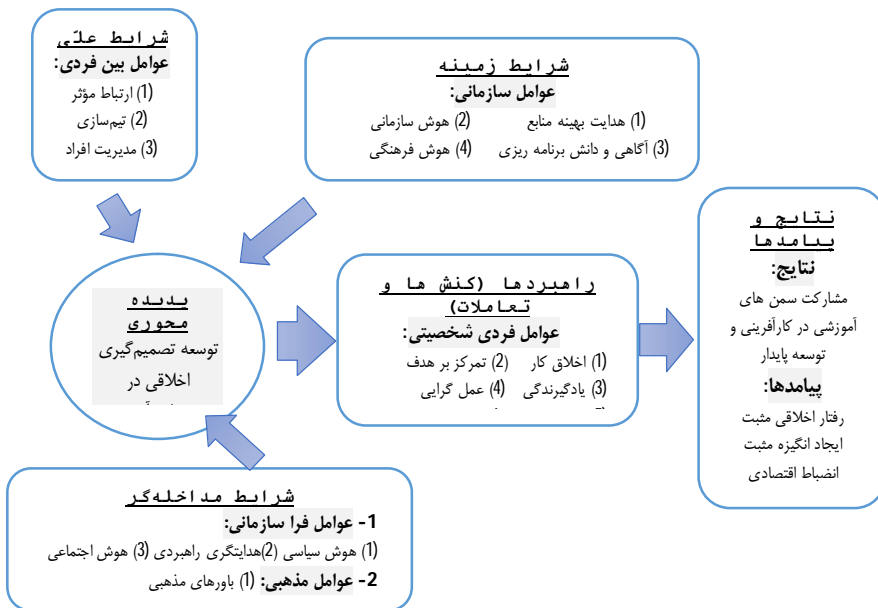 شرایط علّی
عوامل بین فردی:
(1) ارتباط مؤثر
(2) تیم‌سازی
(3) مدیریت افراد
شرایط زمینه
عوامل سازمانی:
(1) هدایت بهینه منابع (2) هوش سازمانی
(3) آگاهی و دانش برنامه ریزی (4) هوش فرهنگی
پدیده
محوری
توسعه تصمیم‌گیری
اخلاقی در
راهبردها (کنش ها و
تعاملات)
عوامل فردی شخصیتی:
(1) اخلاق کار (2) تمرکز بر هدف
(3) یادگیرندگی (4) عمل گرایی
نتایج و
پیامدها
نتایج:
مشارکت سمن های
آموزشی در کارآفرینی و
توسعه پایدار
پیامدها:
رفتار اخلاقی مثبت
ایجاد انگیزه مثبت
انضباط اقتصادی
شرایط مداخله‌گر
1- عوامل فرا سازمانی:
(1) هوش سیاسی (2)هدایتگری راهبردی (3) هوش اجتماعی
2- عوامل مذهبی: (1) باورهای مذهبی